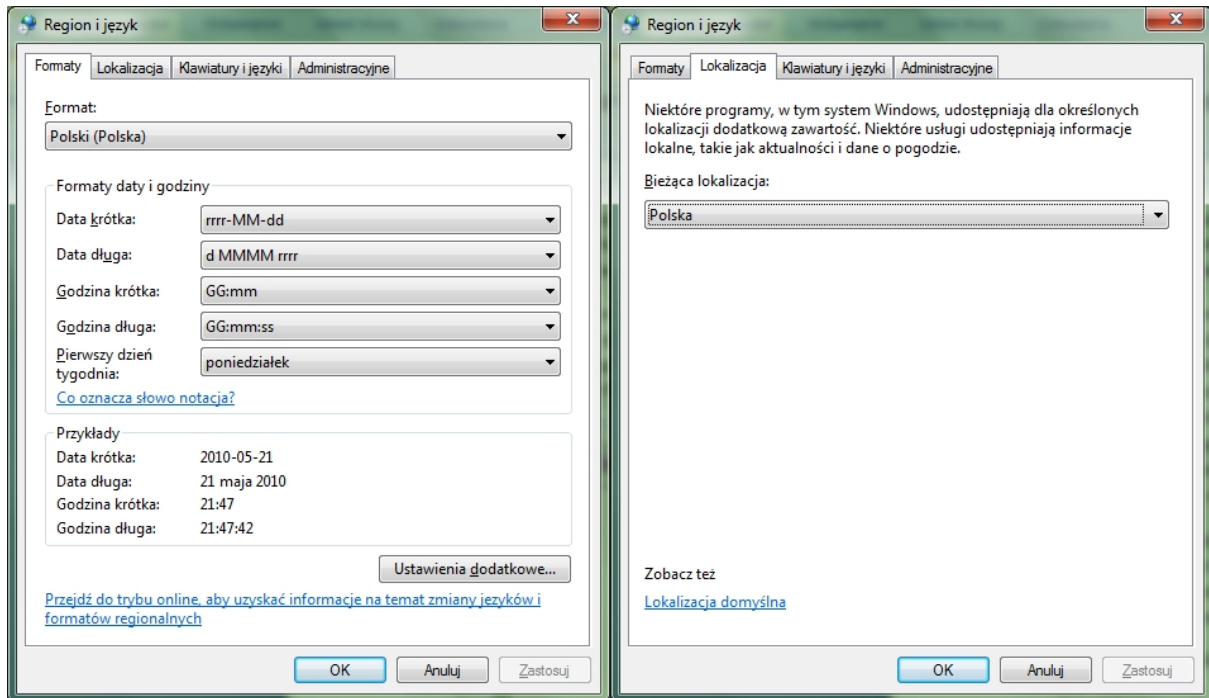 Region i język
Formaty
Lokalizacja
Klawiatury i języki
Administracyjne
Format:
Polski (Polska)
Formaty daty i godziny
Data krótka:
rrrr-MM-dd
Data długa:
d MMMM rrrr
Godzina krótka:
GG:mm
Godzina długa:
GG:mm:ss
Pierwszy dzień
tygodnia:
poniedziałek
Co oznacza słowo notacja?
Przykłady
Data krótka:
2010-05-21
Data długa:
21 maja 2010
Godzina krótka:
21:47
Godzina długa:
21:47:42
Ustawienia dodatkowe...
Przejdź do trybu online, aby uzyskać informacje na temat zmiany języków i
formatów regionalnych
OK
Anuluj
Zastosuj
Region i język
Formaty
Lokalizacja
Klawiatury i języki
Administracyjne
Niektóre programy, w tym system Windows, udostępniają dla określonych
lokalizacji dodatkową zawartość. Niektóre usługi udostępniają informacje
lokalne, takie jak aktualności i dane o pogodzie.
Bieżąca lokalizacja:
Polska
Zobacz też
Lokalizacja domyślna
OK
Anuluj
Zastosuj